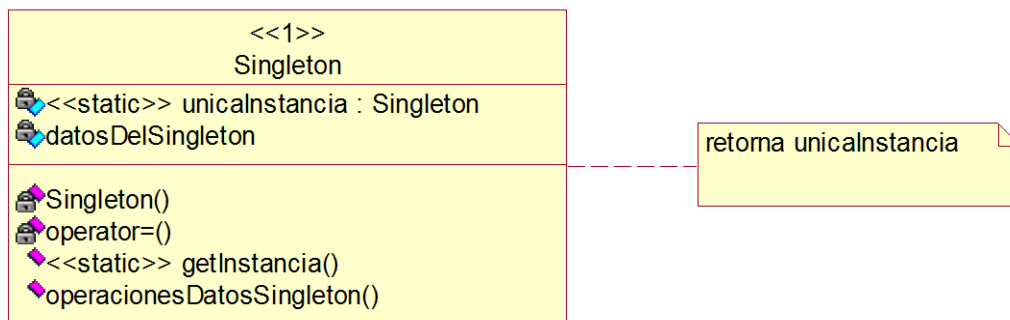 <<1>>
Singleton
<<static>> unicaInstancia : Singleton
datosDelSingleton
Singleton()
operator=()
<<static>> getInstancia()
operacionesDatosSingleton()
retorna unicaInstancia